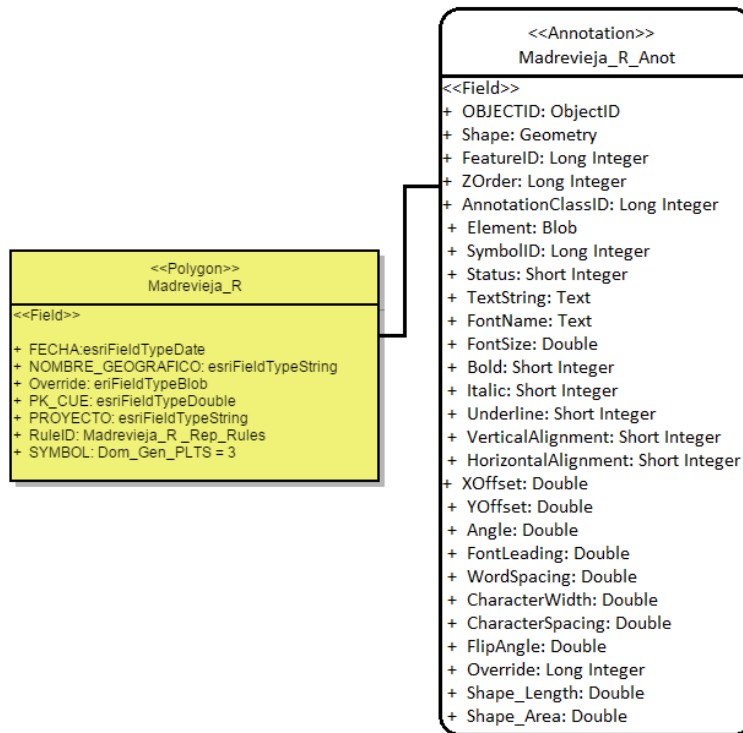 <<Annotation>>
Madrevieja_R_Anot
<<Field>>
+ OBJECTID: ObjectID
+ Shape: Geometry
+ FeatureID: Long Integer
+ ZOrder: Long Integer
+ AnnotationClassID: Long Integer
+ Element: Blob
+ SymbolID: Long Integer
+ Status: Short Integer
+ TextString: Text
+ FontName: Text
+ FontSize: Double
+ Bold: Short Integer
+ Italic: Short Integer
+ Underline: Short Integer
+ VerticalAlignment: Short Integer
+ HorizontalAlignment: Short Integer
+ XOffset: Double
+ YOffset: Double
+ Angle: Double
+ FontLeading: Double
+ WordSpacing: Double
+ CharacterWidth: Double
+ CharacterSpacing: Double
+ FlipAngle: Double
+ Override: Long Integer
+ Shape_Length: Double
+ Shape_Area: Double
<<Polygon>>
Madrevieja_R
<<Field>>
+ FECHA:esriFieldTypeDate
+ NOMBRE_GEOGRAFICO: esriFieldTypeString
+ Override: eriFieldTypeBlob
+ PK_CUE: esriFieldTypeDouble
+ PROYECTO: esriFieldTypeString
+ RuleID: Madrevieja_R _Rep_Rules
+ SYMBOL: Dom_Gen_PLTS = 3